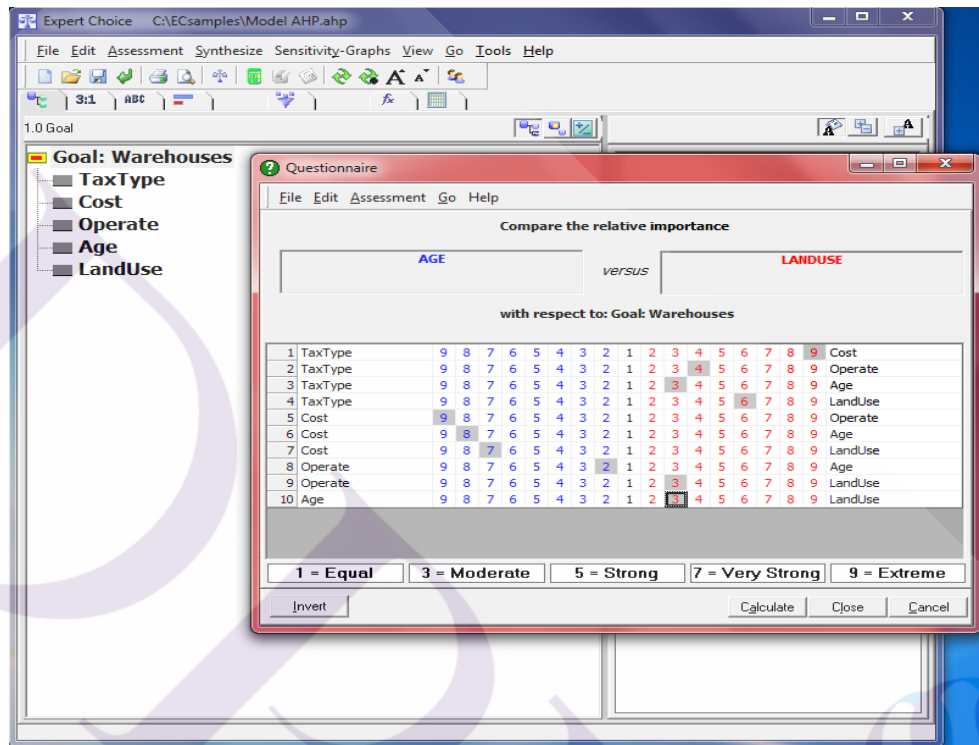 Expert Choice C:\ECsamples\Model AHP.ahp
File Edit Assessment Synthesize Sensitivity-Graphs View Go Tools Help
3:1 ABC fx
1.0 Goal
Goal: Warehouses
TaxType
Cost
Operate
Age
LandUse
Questionnaire
File Edit Assessment Go Help
Compare the relative importance
AGE versus LANDUSE
with respect to: Goal: Warehouses
1 TaxType 9 8 7 6 5 4 3 2 1 2 3 4 5 6 7 8 9 Cost
2 TaxType 9 8 7 6 5 4 3 2 1 2 3 4 5 6 7 8 9 Operate
3 TaxType 9 8 7 6 5 4 3 2 1 2 3 4 5 6 7 8 9 Age
4 TaxType 9 8 7 6 5 4 3 2 1 2 3 4 5 6 7 8 9 LandUse
5 Cost 9 8 7 6 5 4 3 2 1 2 3 4 5 6 7 8 9 Operate
6 Cost 9 8 7 6 5 4 3 2 1 2 3 4 5 6 7 8 9 Age
7 Cost 9 8 7 6 5 4 3 2 1 2 3 4 5 6 7 8 9 LandUse
8 Operate 9 8 7 6 5 4 3 2 1 2 3 4 5 6 7 8 9 Age
9 Operate 9 8 7 6 5 4 3 2 1 2 3 4 5 6 7 8 9 LandUse
10 Age 9 8 7 6 5 4 3 2 1 2 3 4 5 6 7 8 9 LandUse
1 = Equal 3 = Moderate 5 = Strong 7 = Very Strong 9 = Extreme
Invert Calculate Close Cancel